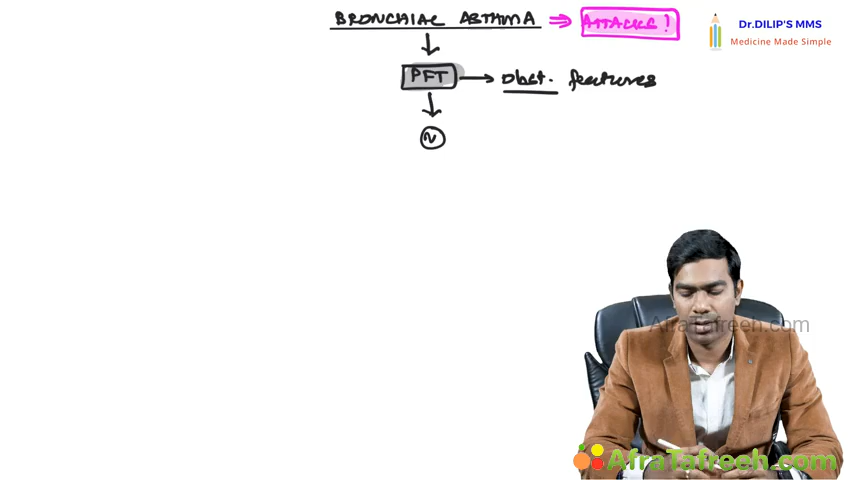 BRONCHIAL ASTHMA ⇒ ATTACKS!
Dr.DILIP'S MMS
Medicine Made Simple
PFT → Obst. features
N
AfraTafreeh.com
AfraTafreeh.com